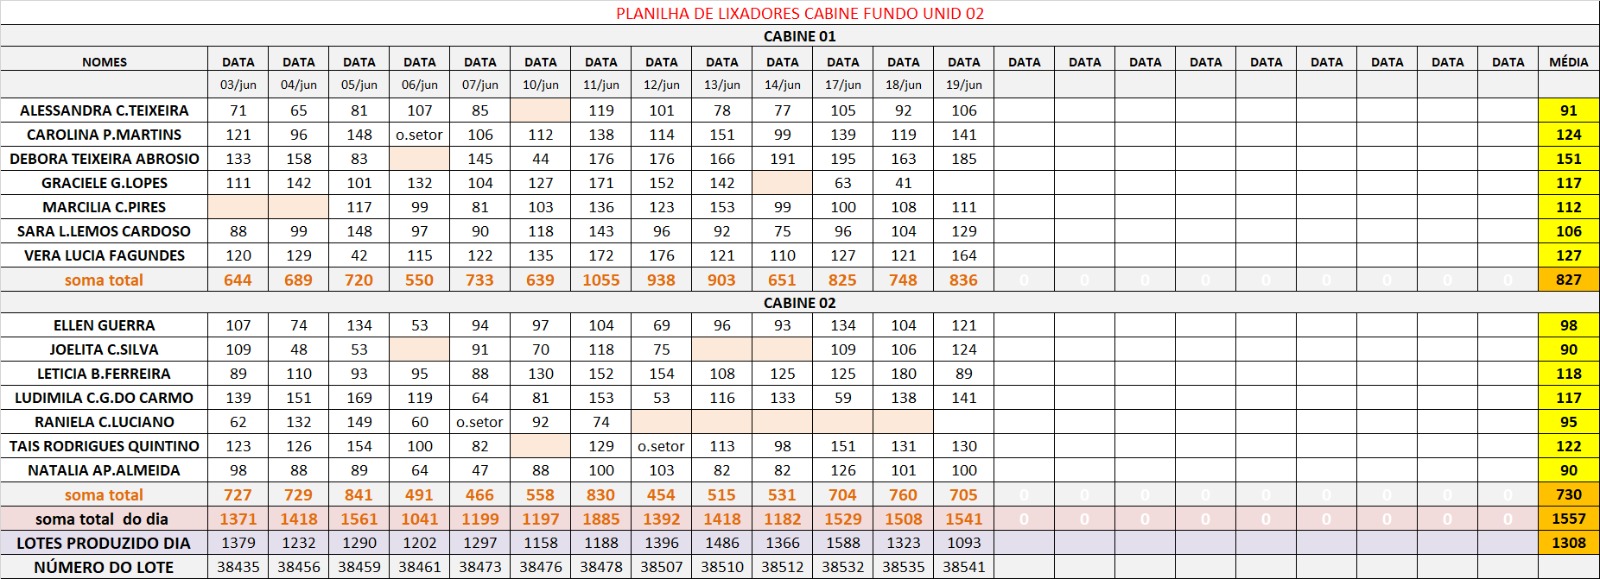 PLANILHA DE LIXADORES CABINE FUNDO UNID 02
CABINE 01
NOMES DATA DATA DATA DATA DATA DATA DATA DATA DATA DATA DATA DATA DATA DATA DATA DATA DATA DATA DATA DATA DATA DATA MÉDIA
03/jun 04/jun 05/jun 06/jun 07/jun 10/jun 11/jun 12/jun 13/jun 14/jun 17/jun 18/jun 19/jun
ALESSANDRA C.TEIXEIRA 71 65 81 107 85 119 101 78 77 105 92 106 91
CAROLINA P.MARTINS 121 96 148 o.setor 106 112 138 114 151 99 139 119 141 124
DEBORA TEIXEIRA ABROSIO 133 158 83 145 44 176 176 166 191 195 163 185 151
GRACIELE G.LOPES 111 142 101 132 104 127 171 152 142 63 41 117
MARCILIA C.PIRES 117 99 81 103 136 123 153 99 100 108 111 112
SARA L.LEMOS CARDOSO 88 99 148 97 90 118 143 96 92 75 96 104 129 106
VERA LUCIA FAGUNDES 120 129 42 115 122 135 172 176 121 110 127 121 164 127
soma total 644 689 720 550 733 639 1055 938 903 651 825 748 836 0 0 0 0 0 0 0 0 0 827
CABINE 02
ELLEN GUERRA 107 74 134 53 94 97 104 69 96 93 134 104 121 98
JOELITA C.SILVA 109 48 53 91 70 118 75 109 106 124 90
LETICIA B.FERREIRA 89 110 93 95 88 130 152 154 108 125 125 180 89 118
LUDIMILA C.G.DO CARMO 139 151 169 119 64 81 153 53 116 133 59 138 141 117
RANIELA C.LUCIANO 62 132 149 60 o.setor 92 74 95
TAIS RODRIGUES QUINTINO 123 126 154 100 82 129 o.setor 113 98 151 131 130 122
NATALIA AP.ALMEIDA 98 88 89 64 47 88 100 103 82 82 126 101 100 90
soma total 727 729 841 491 466 558 830 454 515 531 704 760 705 0 0 0 0 0 0 0 0 0 730
soma total do dia 1371 1418 1561 1041 1199 1197 1885 1392 1418 1182 1529 1508 1541 0 0 0 0 0 0 0 0 0 1557
LOTES PRODUZIDO DIA 1379 1232 1290 1202 1297 1158 1188 1396 1486 1366 1588 1323 1093 1308
NÚMERO DO LOTE 38435 38456 38459 38461 38473 38476 38478 38507 38510 38512 38532 38535 38541